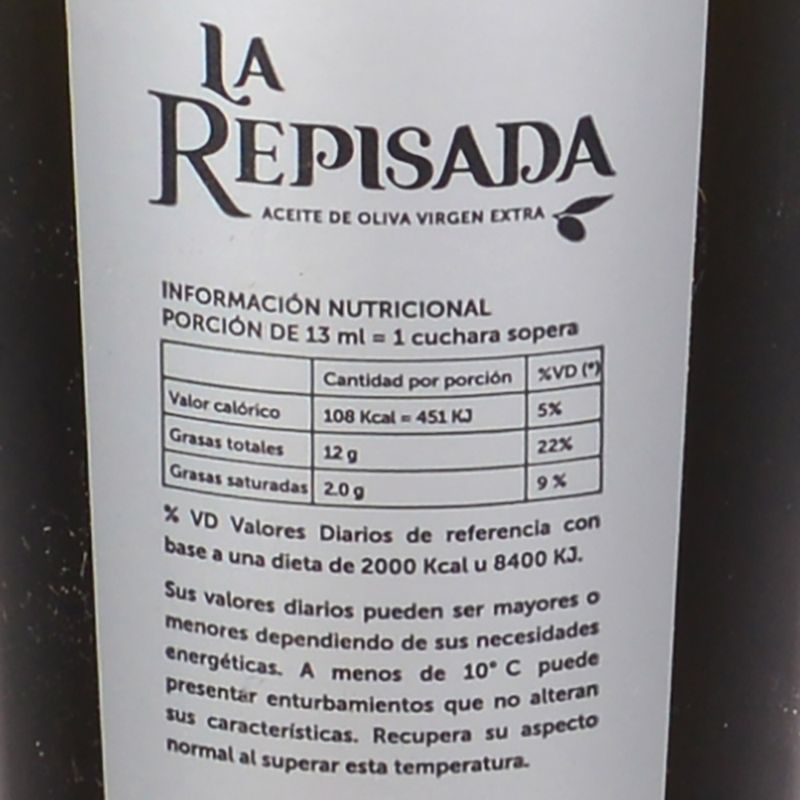 LA
REPISADA
ACEITE DE OLIVA VIRGEN EXTRA
INFORMACIÓN NUTRICIONAL
PORCIÓN DE 13 ml = 1 cuchara sopera
Cantidad por porción %VD (*)
Valor calórico 108 Kcal = 451 KJ 5%
Grasas totales 12 g 22%
Grasas saturadas 2.0 g 9 %
% VD Valores Diarios de referencia con
base a una dieta de 2000 Kcal u 8400 KJ.
Sus valores diarios pueden ser mayores o
menores dependiendo de sus necesidades
energéticas. A menos de 10° C puede
presentar enturbamientos que no alteran
sus características. Recupera su aspecto
normal al superar esta temperatura.